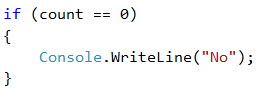 if (count == 0)
{
    Console.WriteLine("No");
}